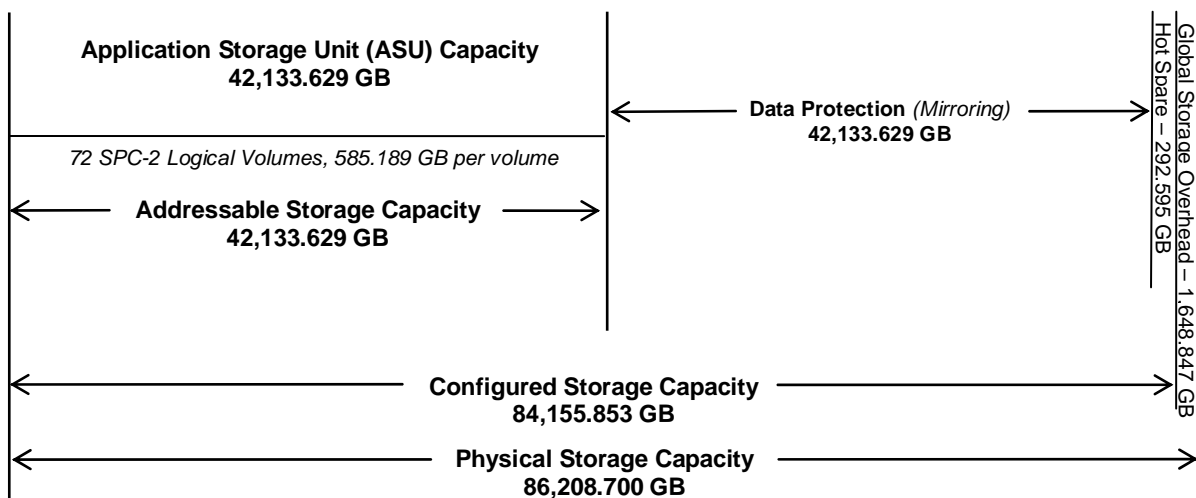 Application Storage Unit (ASU) Capacity
42,133.629 GB
Data Protection (Mirroring)
42,133.629 GB
72 SPC-2 Logical Volumes, 585.189 GB per volume
Addressable Storage Capacity
42,133.629 GB
Hot Spare – 292.595 GB
Global Storage Overhead – 1,648.847 GB
Configured Storage Capacity
84,155.853 GB
Physical Storage Capacity
86,208.700 GB